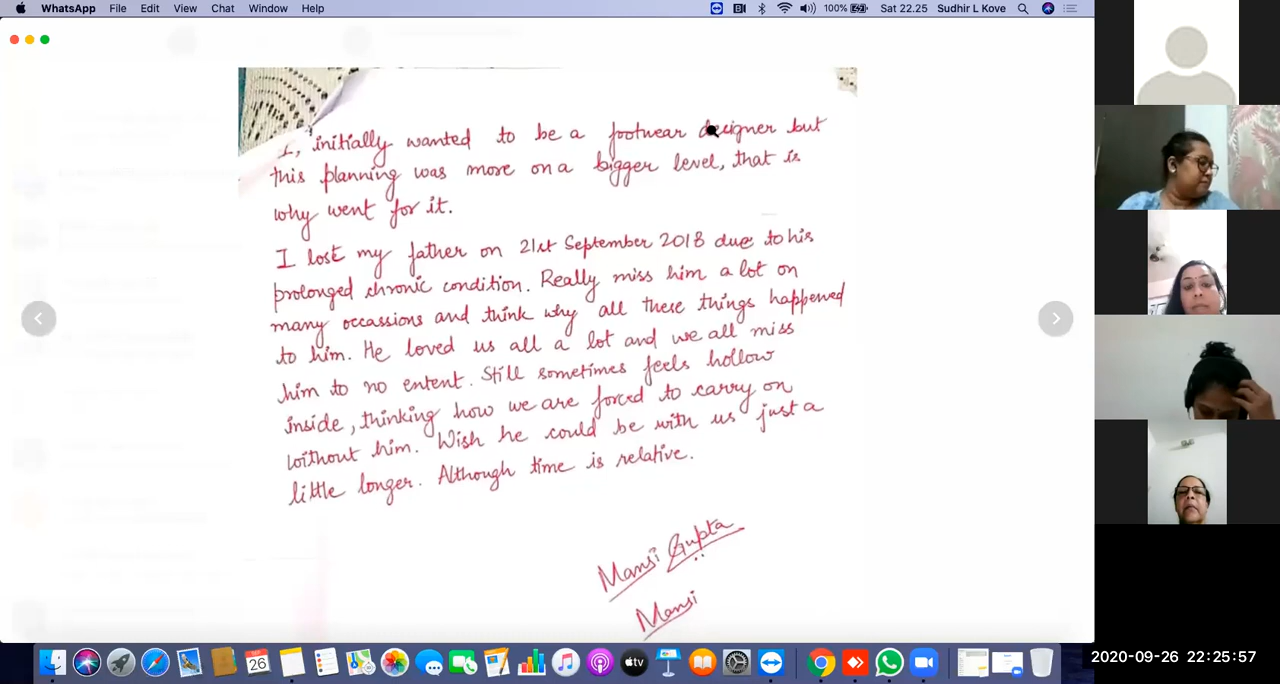 WhatsApp File Edit View Chat Window Help 100% Sat 22.25 Sudhir L Kove
I, initially wanted to be a footwear designer but
this planning was more on a bigger level, that is
why went for it.
I lost my father on 21st September 2018 due to his
prolonged chronic condition. Really miss him a lot on
many occassions and think why all these things happened
to him. He loved us all a lot and we all miss
him to no entent. Still sometimes feels hollow
inside, thinking how we are forced to carry on
without him. Wish he could be with us just a
little longer. Although time is relative.
Mansi Gupta
Mansi
SEP
26
tv
2020-09-26 22:25:57